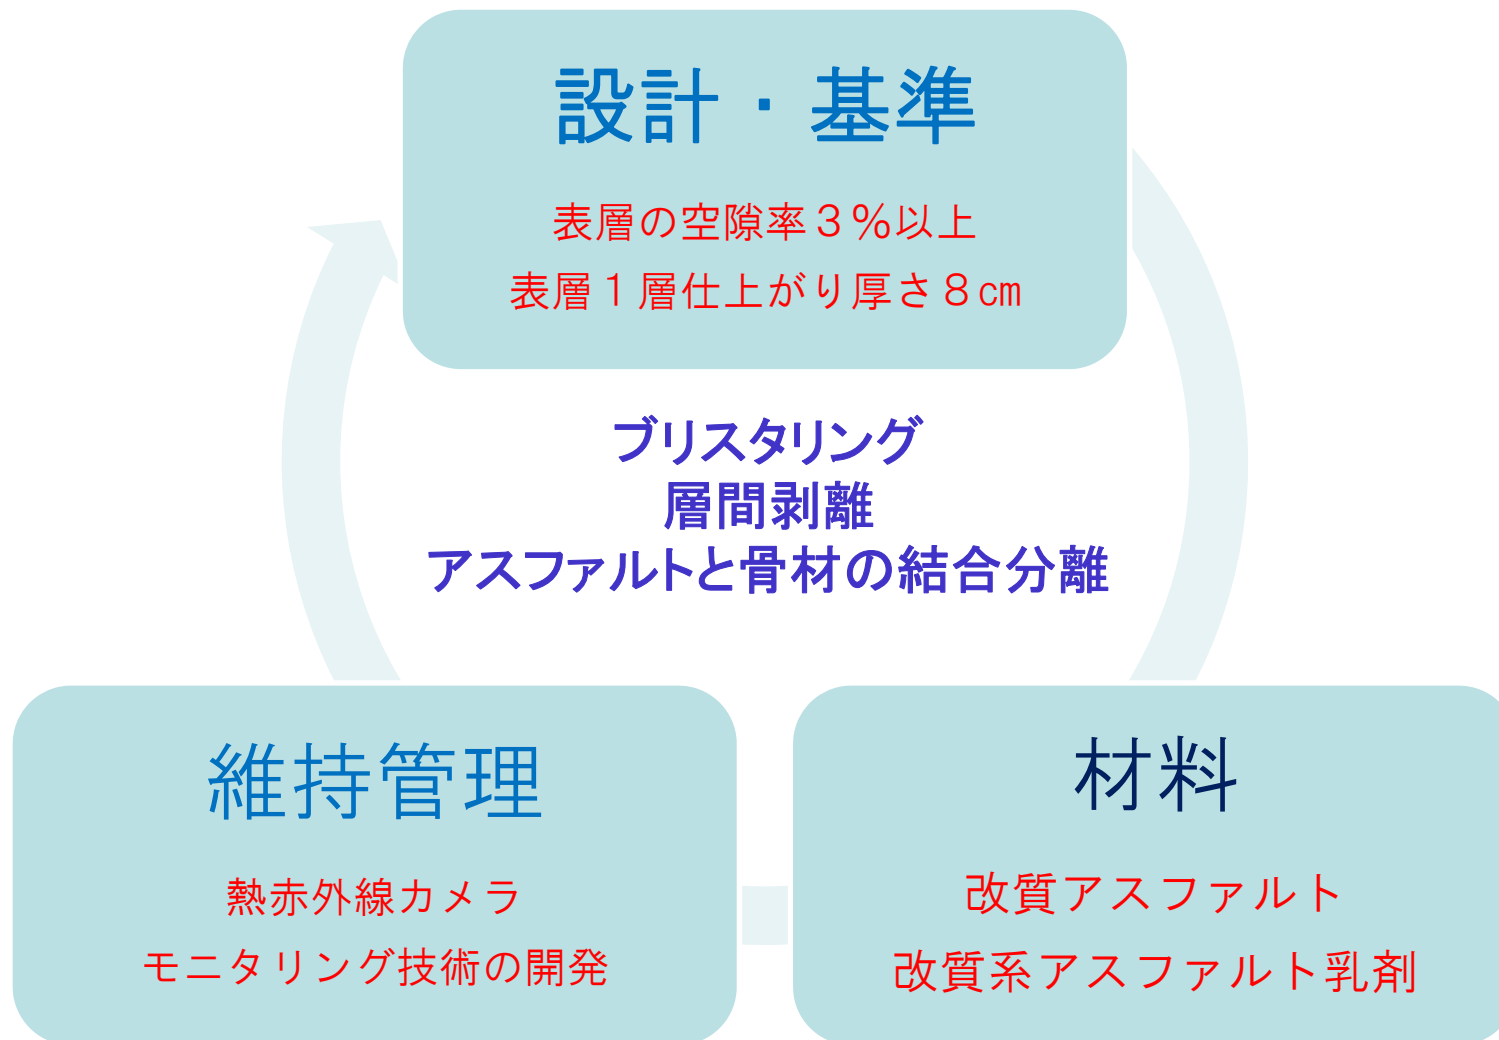 設計・基準
表層の空隙率３％以上
表層１層仕上がり厚さ８cm
ブリスタリング
層間剥離
アスファルトと骨材の結合分離
維持管理
熱赤外線カメラ
モニタリング技術の開発
材料
改質アスファルト
改質系アスファルト乳剤